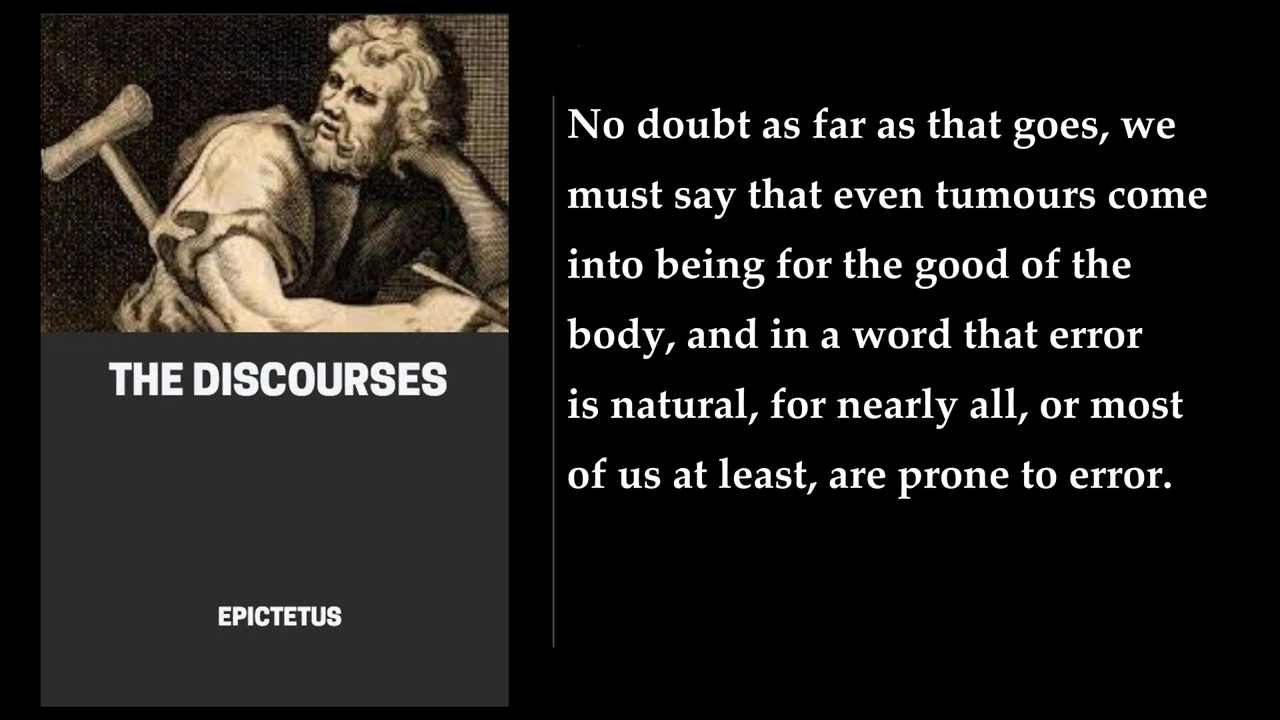 THE DISCOURSES
EPICTETUS
No doubt as far as that goes, we
must say that even tumours come
into being for the good of the
body, and in a word that error
is natural, for nearly all, or most
of us at least, are prone to error.